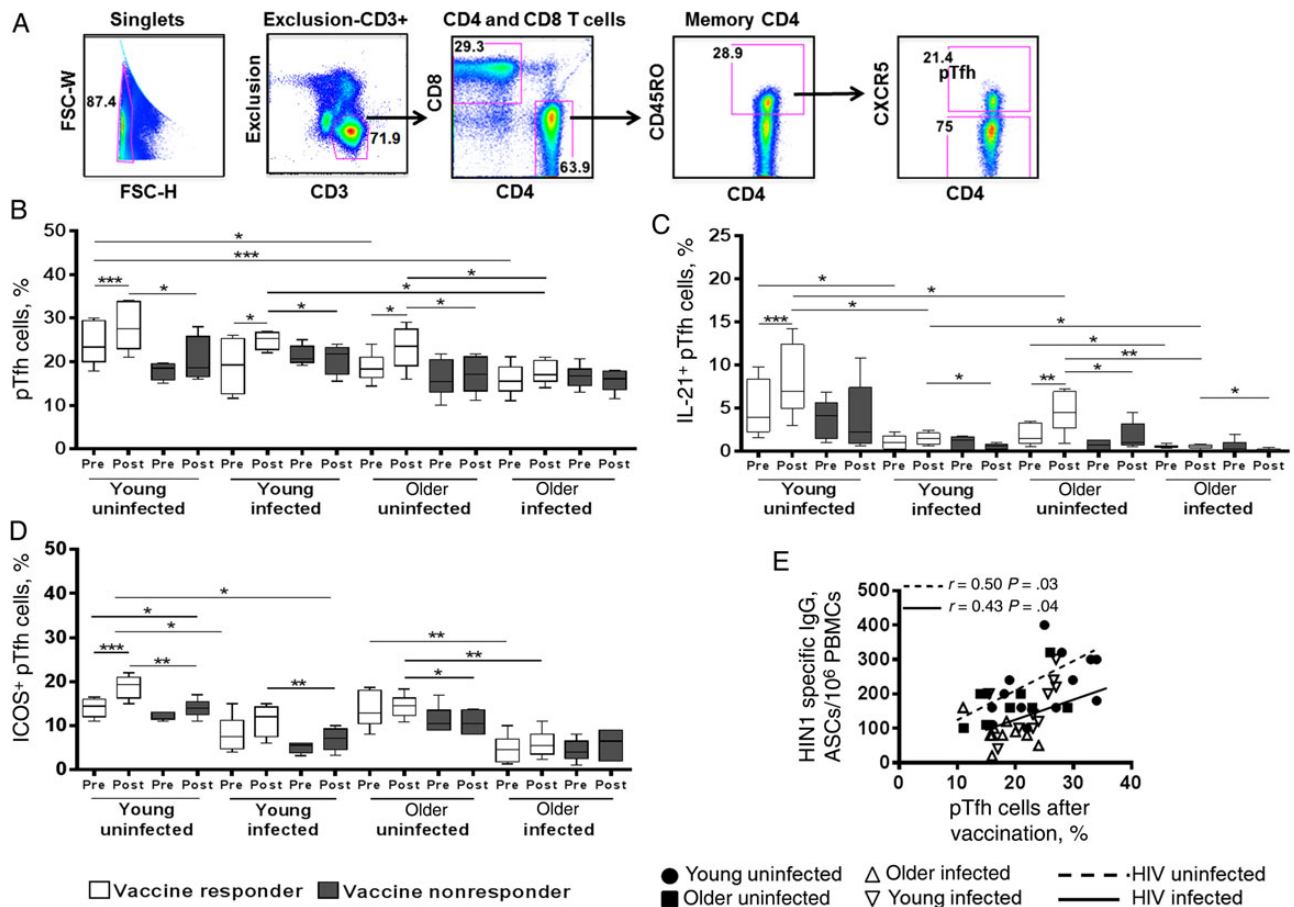 A
Singlets
Exclusion-CD3+
CD4 and CD8 T cells
Memory CD4
FSC-W
87.4
FSC-H
Exclusion
71.9
CD3
CD8
29.3
63.9
CD4
CD45RO
28.9
CD4
CXCR5
21.4
pTfh
75
CD4
B
pTfh cells, %
50
40
30
20
10
0
*
***
*
*
***
*
*
*
*
*
Pre Post Pre Post Pre Post Pre Post Pre Post Pre Post Pre Post Pre Post
Young uninfected
Young infected
Older uninfected
Older infected
C
IL-21+ pTfh cells, %
25
20
15
10
5
0
*
*
*
*
***
*
**
*
*
**
*
Pre Post Pre Post Pre Post Pre Post Pre Post Pre Post Pre Post Pre Post
Young uninfected
Young infected
Older uninfected
Older infected
D
ICOS+ pTfh cells, %
50
40
30
20
10
0
*
*
*
***
**
**
**
**
*
Pre Post Pre Post Pre Post Pre Post Pre Post Pre Post Pre Post Pre Post
Young uninfected
Young infected
Older uninfected
Older infected
E
r = 0.50 P = .03
r = 0.43 P = .04
HIN1 specific IgG,
ASCs/10⁶ PBMCs
500
400
300
200
100
0
0 10 20 30 40
pTfh cells after
vaccination, %
Vaccine responder
Vaccine nonresponder
Young uninfected
Older infected
HIV uninfected
Older uninfected
Young infected
HIV infected